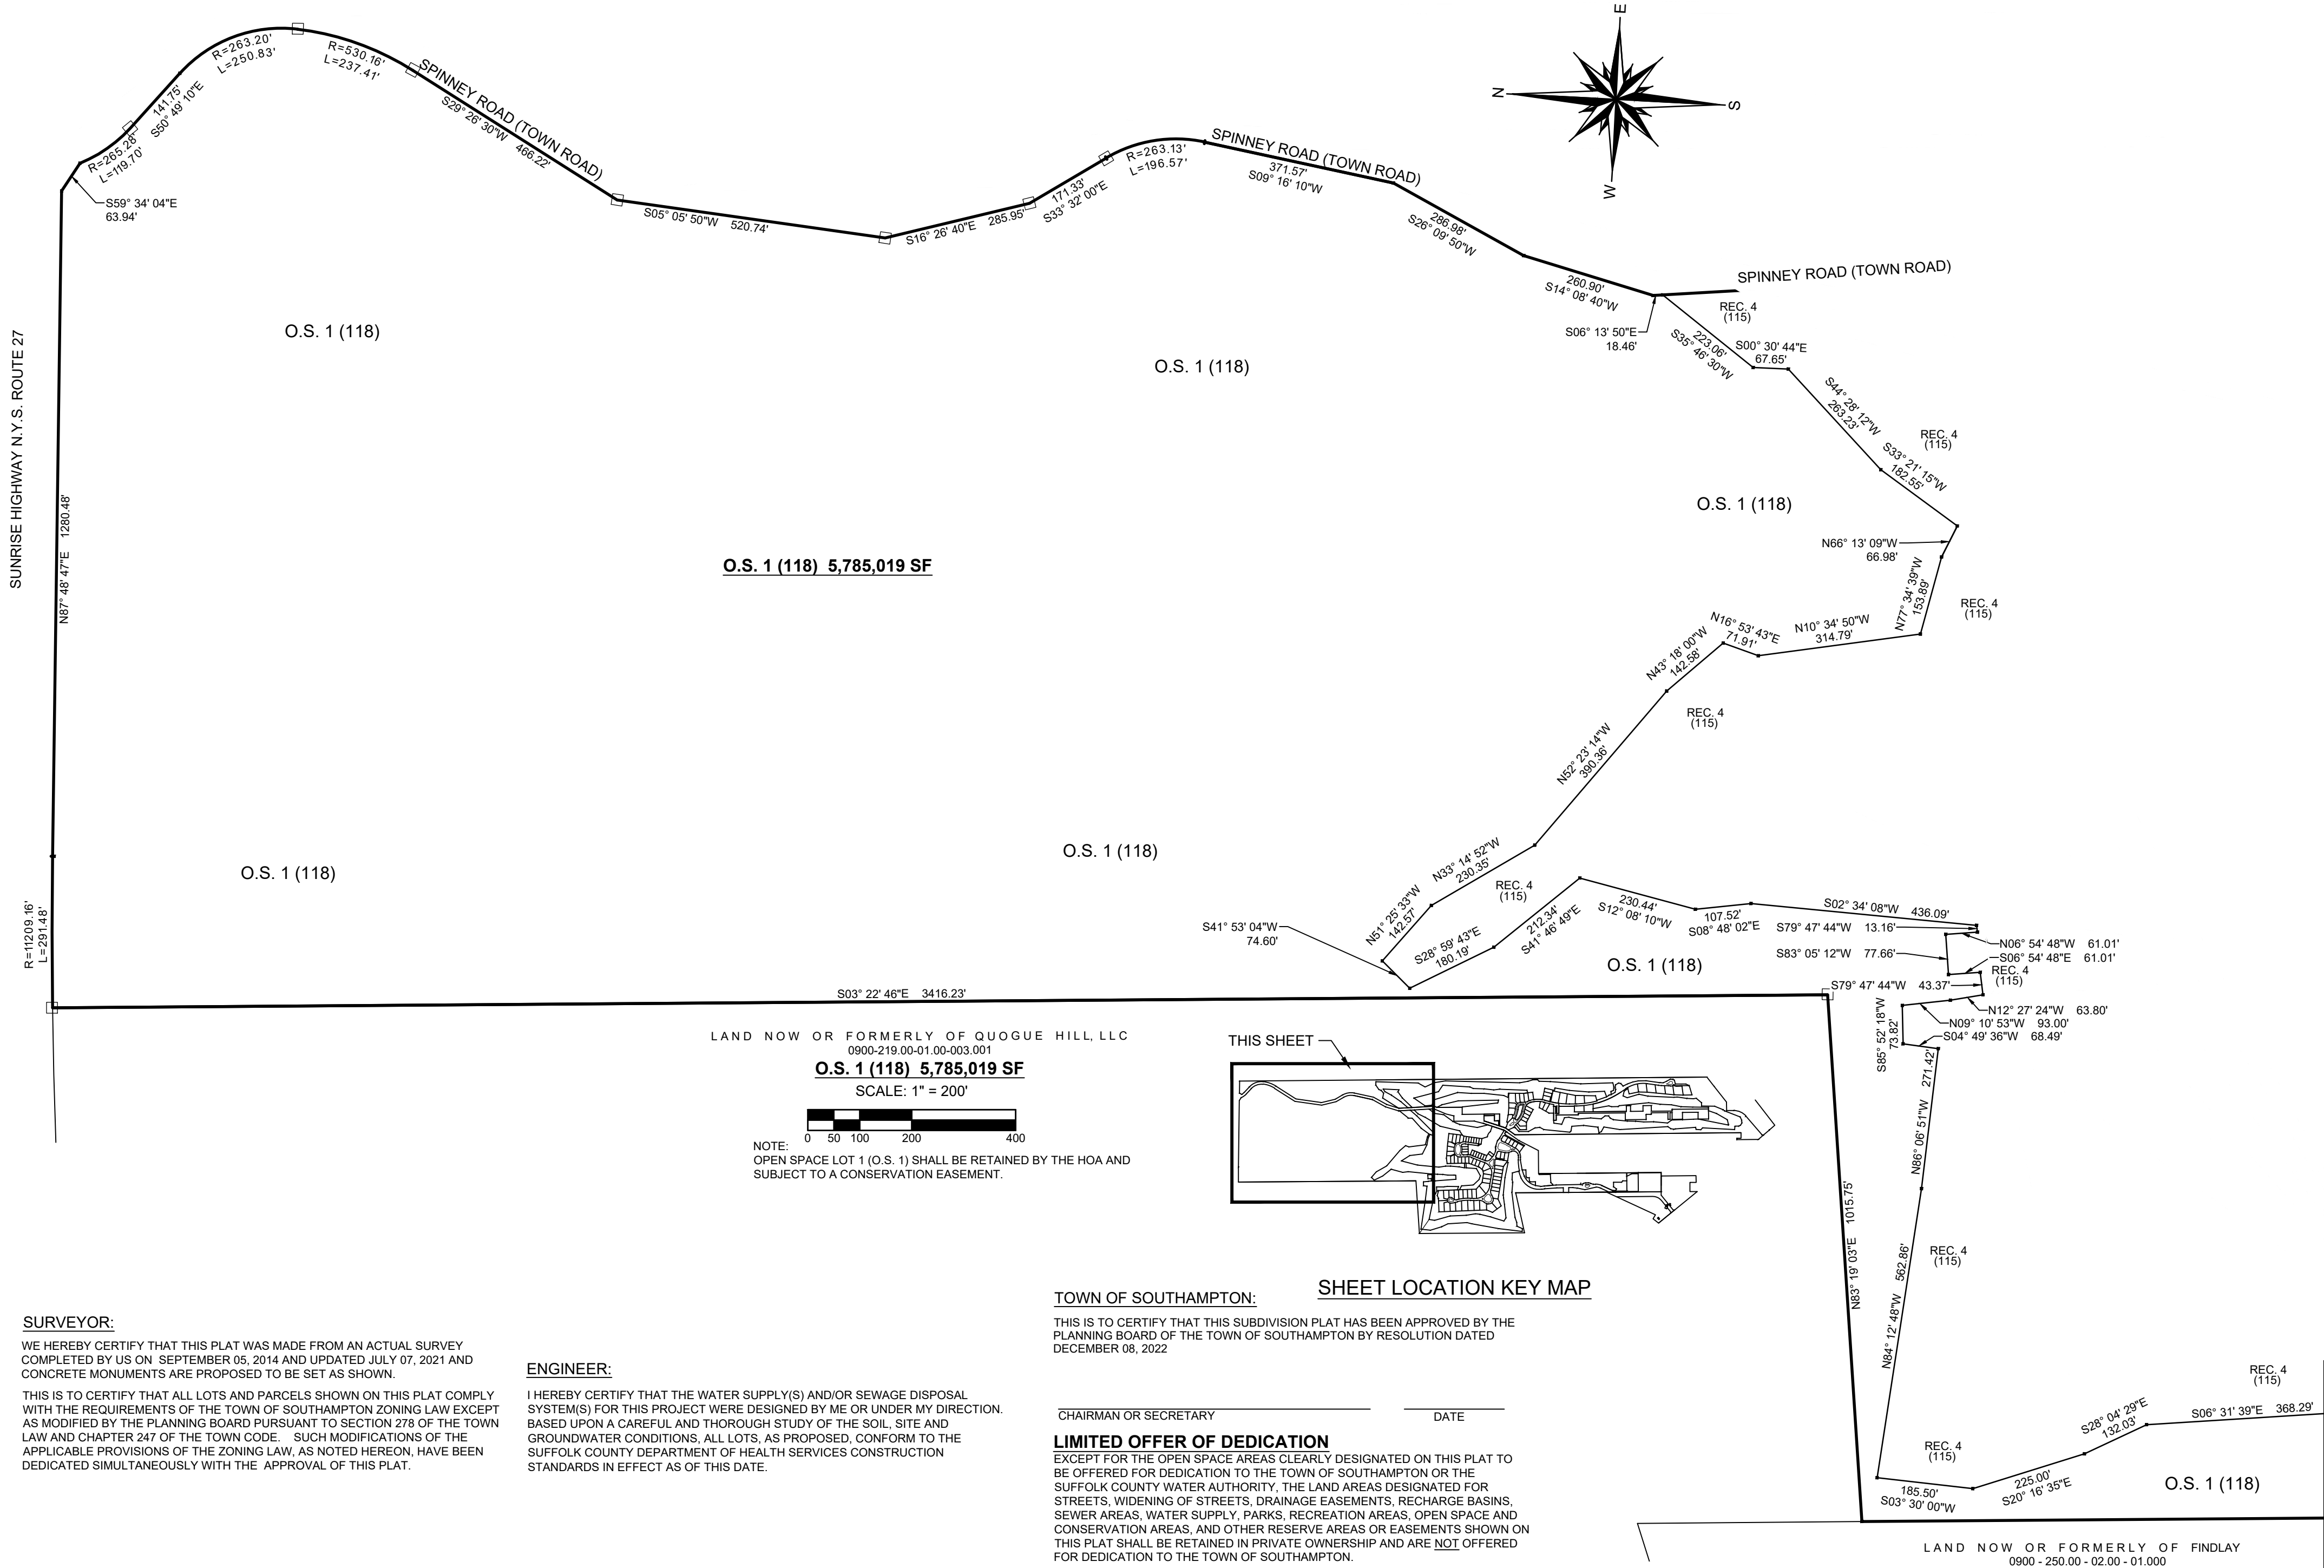 E
N
S
W
R=263.20'
L=250.83'
R=530.16'
L=237.41'
SPINNEY ROAD (TOWN ROAD)
S29° 26' 30"W 466.22'
141.75'
S50° 49' 10"E
R=265.28'
L=119.70'
S59° 34' 04"E
63.94'
S05° 05' 50"W 520.74'
S16° 26' 40"E 285.95'
171.33'
S33° 32' 00"E
R=263.13'
L=196.57'
SPINNEY ROAD (TOWN ROAD)
371.57'
S09° 16' 10"W
286.98'
S26° 09' 50"W
260.90'
S14° 08' 40"W
SPINNEY ROAD (TOWN ROAD)
S06° 13' 50"E
18.46'
REC. 4
(115)
223.06'
S35° 46' 30"W
S00° 30' 44"E
67.65'
S44° 28' 12"W
263.23'
REC. 4
(115)
S33° 21' 15"W
182.55'
O.S. 1 (118)
O.S. 1 (118)
O.S. 1 (118)
N66° 13' 09"W
66.98'
N77° 34' 39"W
153.89'
REC. 4
(115)
SUNRISE HIGHWAY N.Y.S. ROUTE 27
N87° 48' 47"E 1280.48'
O.S. 1 (118) 5,785,019 SF
N10° 34' 50"W
314.79'
N16° 53' 43"E
71.91'
N43° 18' 00"W
142.58'
REC. 4
(115)
N52° 23' 14"W
390.36'
O.S. 1 (118)
O.S. 1 (118)
N33° 14' 52"W
230.35'
REC. 4
(115)
N51° 25' 33"W
142.57'
S41° 53' 04"W
74.60'
S28° 59' 43"E
180.19'
212.34'
S41° 46' 49"E
230.44'
S12° 08' 10"W
107.52'
S08° 48' 02"E
S02° 34' 08"W 436.09'
S79° 47' 44"W 13.16'
N06° 54' 48"W 61.01'
S83° 05' 12"W 77.66'
S06° 54' 48"E 61.01'
REC. 4
(115)
O.S. 1 (118)
S79° 47' 44"W 43.37'
N12° 27' 24"W 63.80'
N09° 10' 53"W 93.00'
S04° 49' 36"W 68.49'
S85° 52' 18"W
73.82'
R=11209.16'
L=291.48'
S03° 22' 46"E 3416.23'
LAND NOW OR FORMERLY OF QUOGUE HILL, LLC
0900-219.00-01.00-003.001
O.S. 1 (118) 5,785,019 SF
SCALE: 1" = 200'
0 50 100 200 400
NOTE:
OPEN SPACE LOT 1 (O.S. 1) SHALL BE RETAINED BY THE HOA AND
SUBJECT TO A CONSERVATION EASEMENT.
THIS SHEET
SHEET LOCATION KEY MAP
N86° 06' 51"W 271.42'
N83° 19' 03"E 1015.75'
N84° 12' 48"W 562.86'
REC. 4
(115)
REC. 4
(115)
S28° 04' 29"E
132.03'
S06° 31' 39"E 368.29'
REC. 4
(115)
185.50'
S03° 30' 00"W
225.00'
S20° 16' 35"E
O.S. 1 (118)
LAND NOW OR FORMERLY OF FINDLAY
0900 - 250.00 - 02.00 - 01.000
SURVEYOR:
WE HEREBY CERTIFY THAT THIS PLAT WAS MADE FROM AN ACTUAL SURVEY
COMPLETED BY US ON SEPTEMBER 05, 2014 AND UPDATED JULY 07, 2021 AND
CONCRETE MONUMENTS ARE PROPOSED TO BE SET AS SHOWN.
THIS IS TO CERTIFY THAT ALL LOTS AND PARCELS SHOWN ON THIS PLAT COMPLY
WITH THE REQUIREMENTS OF THE TOWN OF SOUTHAMPTON ZONING LAW EXCEPT
AS MODIFIED BY THE PLANNING BOARD PURSUANT TO SECTION 278 OF THE TOWN
LAW AND CHAPTER 247 OF THE TOWN CODE. SUCH MODIFICATIONS OF THE
APPLICABLE PROVISIONS OF THE ZONING LAW, AS NOTED HEREON, HAVE BEEN
DEDICATED SIMULTANEOUSLY WITH THE APPROVAL OF THIS PLAT.
ENGINEER:
I HEREBY CERTIFY THAT THE WATER SUPPLY(S) AND/OR SEWAGE DISPOSAL
SYSTEM(S) FOR THIS PROJECT WERE DESIGNED BY ME OR UNDER MY DIRECTION.
BASED UPON A CAREFUL AND THOROUGH STUDY OF THE SOIL, SITE AND
GROUNDWATER CONDITIONS, ALL LOTS, AS PROPOSED, CONFORM TO THE
SUFFOLK COUNTY DEPARTMENT OF HEALTH SERVICES CONSTRUCTION
STANDARDS IN EFFECT AS OF THIS DATE.
TOWN OF SOUTHAMPTON:
THIS IS TO CERTIFY THAT THIS SUBDIVISION PLAT HAS BEEN APPROVED BY THE
PLANNING BOARD OF THE TOWN OF SOUTHAMPTON BY RESOLUTION DATED
DECEMBER 08, 2022
CHAIRMAN OR SECRETARY DATE
LIMITED OFFER OF DEDICATION
EXCEPT FOR THE OPEN SPACE AREAS CLEARLY DESIGNATED ON THIS PLAT TO
BE OFFERED FOR DEDICATION TO THE TOWN OF SOUTHAMPTON OR THE
SUFFOLK COUNTY WATER AUTHORITY, THE LAND AREAS DESIGNATED FOR
STREETS, WIDENING OF STREETS, DRAINAGE EASEMENTS, RECHARGE BASINS,
SEWER AREAS, WATER SUPPLY, PARKS, RECREATION AREAS, OPEN SPACE AND
CONSERVATION AREAS, AND OTHER RESERVE AREAS OR EASEMENTS SHOWN ON
THIS PLAT SHALL BE RETAINED IN PRIVATE OWNERSHIP AND ARE NOT OFFERED
FOR DEDICATION TO THE TOWN OF SOUTHAMPTON.